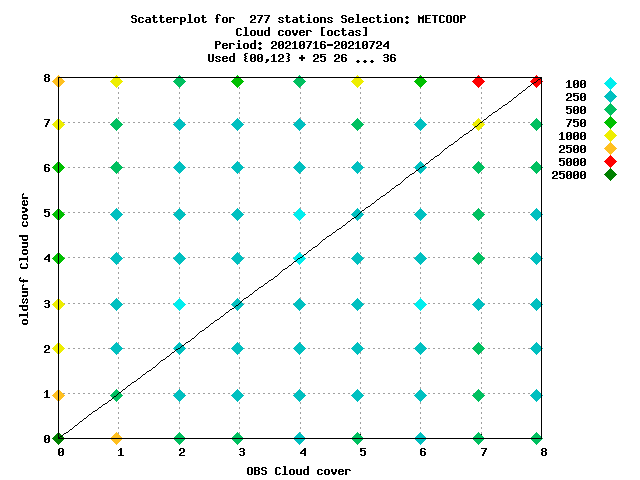 Scatterplot for  277 stations Selection: METCOOP
Cloud cover [octas]
Period: 20210716-20210724
Used {00,12} + 25 26 ... 36
8
7
6
5
4
3
2
1
0
oldsurf Cloud cover
0 1 2 3 4 5 6 7 8
OBS Cloud cover
100
250
500
750
1000
2500
5000
25000